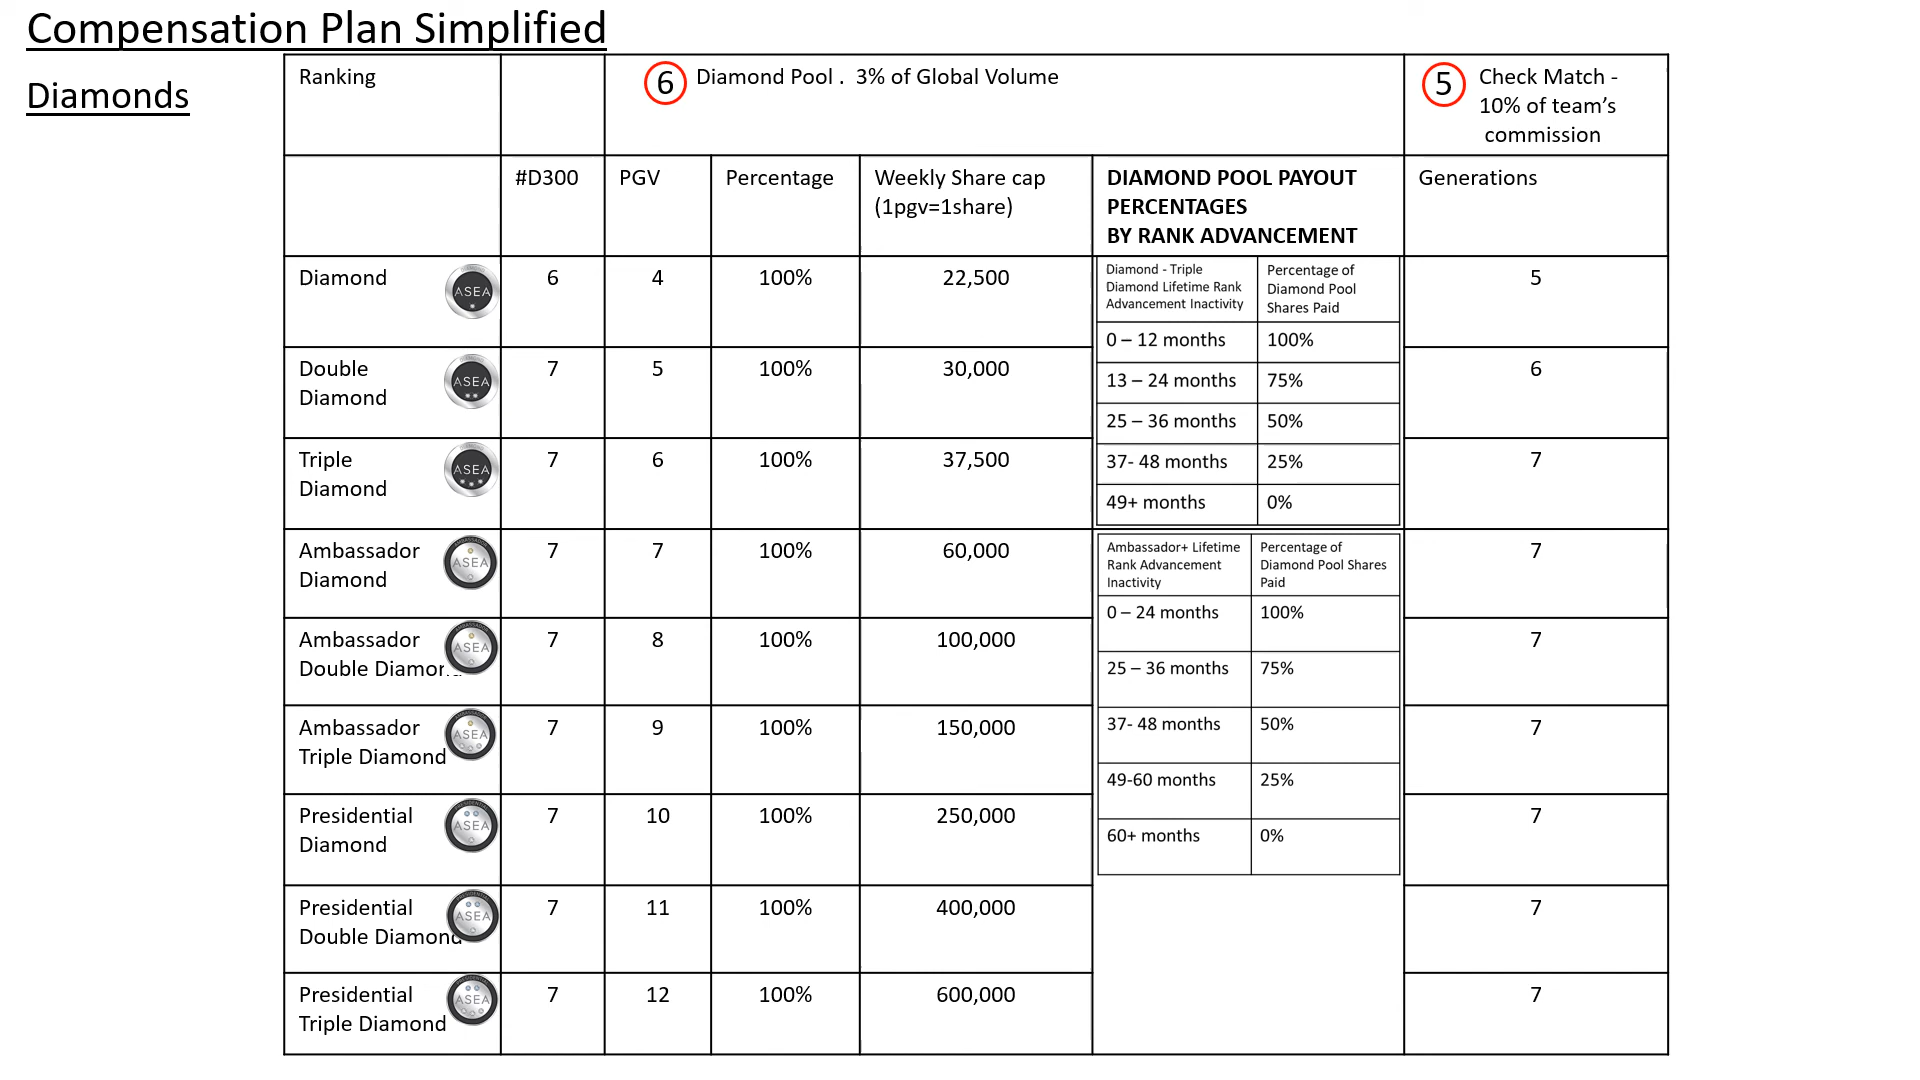 Compensation Plan Simplified
Diamonds
Ranking
6 Diamond Pool . 3% of Global Volume
5 Check Match -
10% of team’s
commission
#D300
PGV
Percentage
Weekly Share cap
(1pgv=1share)
DIAMOND POOL PAYOUT
PERCENTAGES
BY RANK ADVANCEMENT
Generations
Diamond
ASEA
6
4
100%
22,500
5
Double
Diamond
ASEA
7
5
100%
30,000
6
Triple
Diamond
ASEA
7
6
100%
37,500
7
Diamond - Triple
Diamond Lifetime Rank
Advancement Inactivity
Percentage of
Diamond Pool
Shares Paid
0 – 12 months 100%
13 – 24 months 75%
25 – 36 months 50%
37- 48 months 25%
49+ months 0%
Ambassador
Diamond
ASEA
7
7
100%
60,000
7
Ambassador
Double Diamond
ASEA
7
8
100%
100,000
7
Ambassador
Triple Diamond
ASEA
7
9
100%
150,000
7
Presidential
Diamond
ASEA
7
10
100%
250,000
7
Ambassador+ Lifetime
Rank Advancement
Inactivity
Percentage of
Diamond Pool Shares
Paid
0 – 24 months 100%
25 – 36 months 75%
37- 48 months 50%
49-60 months 25%
60+ months 0%
Presidential
Double Diamond
ASEA
7
11
100%
400,000
7
Presidential
Triple Diamond
ASEA
7
12
100%
600,000
7